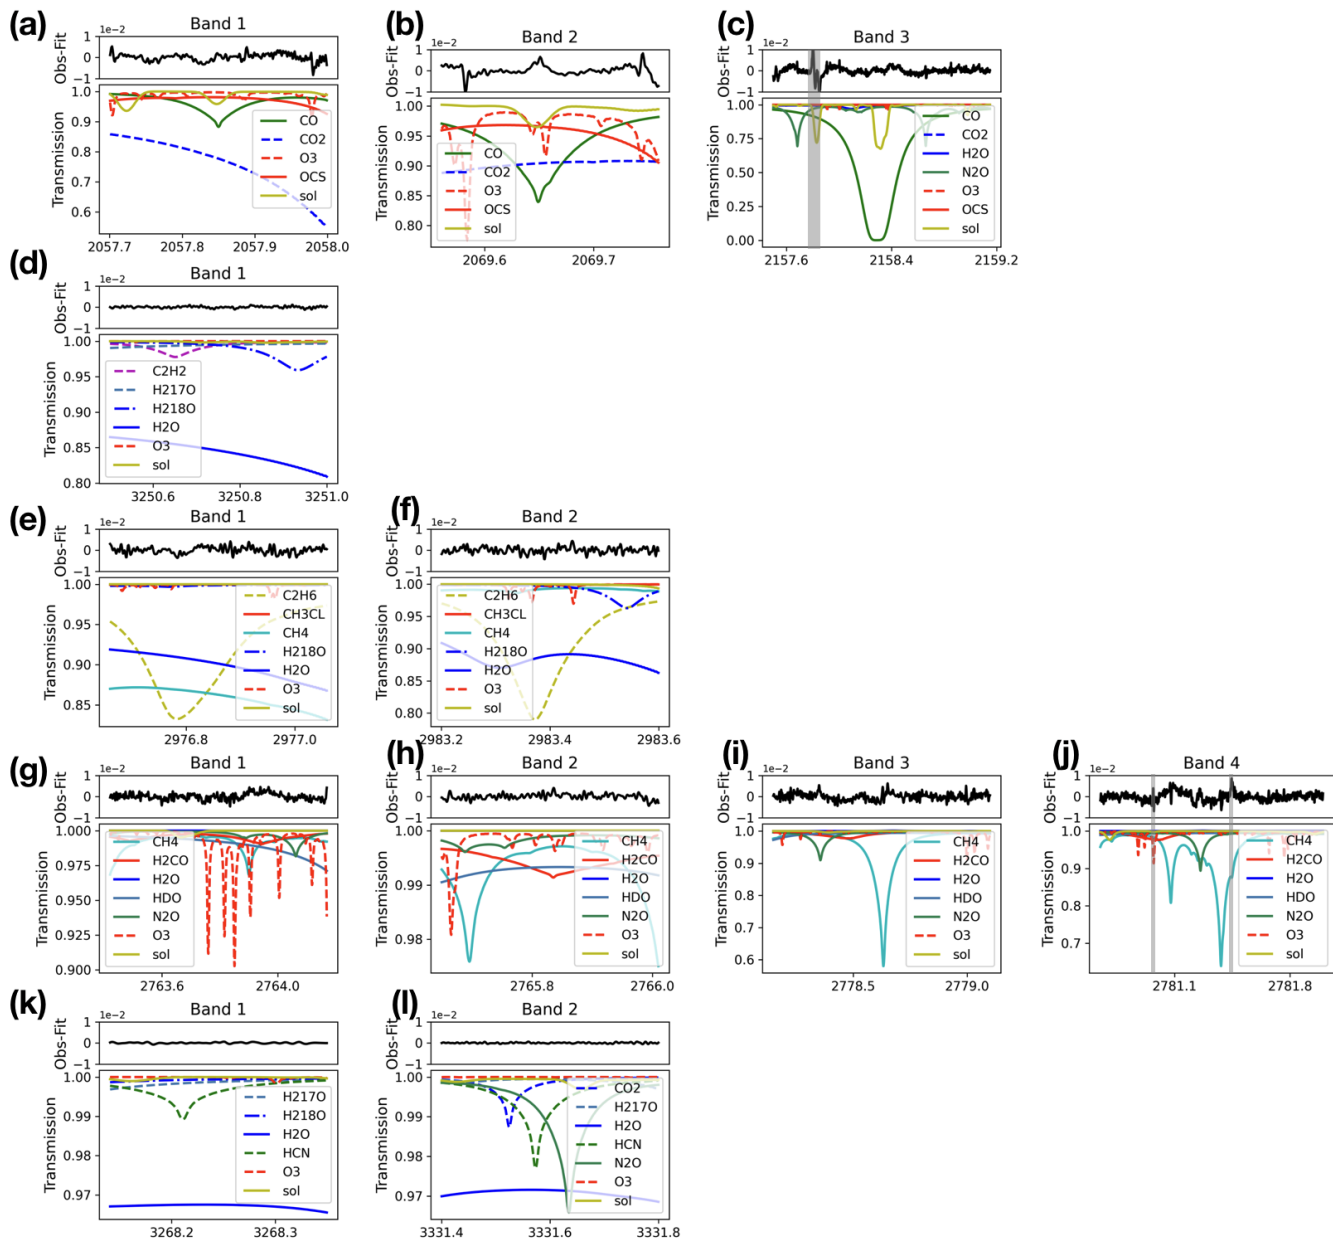 (a)
Band 1
1e−2
Obs-Fit
1
0
−1
Transmission
1.0
0.9
0.8
0.7
0.6
CO
CO2
O3
OCS
sol
2057.7 2057.8 2057.9 2058.0
(b)
Band 2
1e−2
Obs-Fit
1
0
−1
Transmission
1.00
0.95
0.90
0.85
0.80
CO
CO2
O3
OCS
sol
2069.6 2069.7
(c)
Band 3
1e−2
Obs-Fit
1
0
−1
Transmission
1.00
0.75
0.50
0.25
0.00
CO
CO2
H2O
N2O
O3
OCS
sol
2157.6 2158.4 2159.2
(d)
Band 1
1e−2
Obs-Fit
1
0
−1
Transmission
1.00
0.95
0.90
0.85
0.80
C2H2
H217O
H218O
H2O
O3
sol
3250.6 3250.8 3251.0
(e)
Band 1
1e−2
Obs-Fit
1
0
−1
Transmission
1.00
0.95
0.90
0.85
C2H6
CH3CL
CH4
H218O
H2O
O3
sol
2976.8 2977.0
(f)
Band 2
1e−2
Obs-Fit
1
0
−1
Transmission
1.00
0.95
0.90
0.85
0.80
C2H6
CH3CL
CH4
H218O
H2O
O3
sol
2983.2 2983.4 2983.6
(g)
Band 1
1e−2
Obs-Fit
1
0
−1
Transmission
1.000
0.975
0.950
0.925
0.900
CH4
H2CO
H2O
HDO
N2O
O3
sol
2763.6 2764.0
(h)
Band 2
1e−2
Obs-Fit
1
0
−1
Transmission
1.00
0.99
0.98
CH4
H2CO
H2O
HDO
N2O
O3
sol
2765.8 2766.0
(i)
Band 3
1e−2
Obs-Fit
1
0
−1
Transmission
1.0
0.9
0.8
0.7
0.6
CH4
H2CO
H2O
HDO
N2O
O3
sol
2778.5 2779.0
(j)
Band 4
1e−2
Obs-Fit
1
0
−1
Transmission
1.0
0.9
0.8
0.7
CH4
H2CO
H2O
HDO
N2O
O3
sol
2781.1 2781.8
(k)
Band 1
1e−2
Obs-Fit
1
0
−1
Transmission
1.00
0.99
0.98
0.97
H217O
H218O
H2O
HCN
O3
sol
3268.2 3268.3
(l)
Band 2
1e−2
Obs-Fit
1
0
−1
Transmission
1.00
0.99
0.98
0.97
CO2
H217O
H2O
HCN
N2O
O3
sol
3331.4 3331.6 3331.8